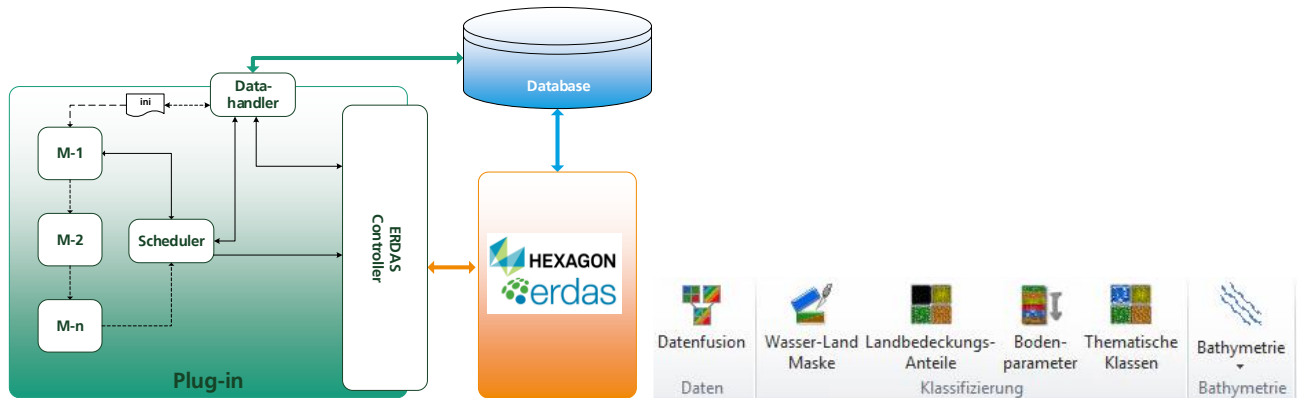 Data-
handler
Database
ini
M-1
M-2
Scheduler
M-n
ERDAS
Controller
Plug-in
HEXAGON
erdas
Datenfusion
Daten
Wasser-Land
Maske
Landbedeckungs-
Anteile
Boden-
parameter
Thematische
Klassen
Klassifizierung
Bathymetrie
Bathymetrie